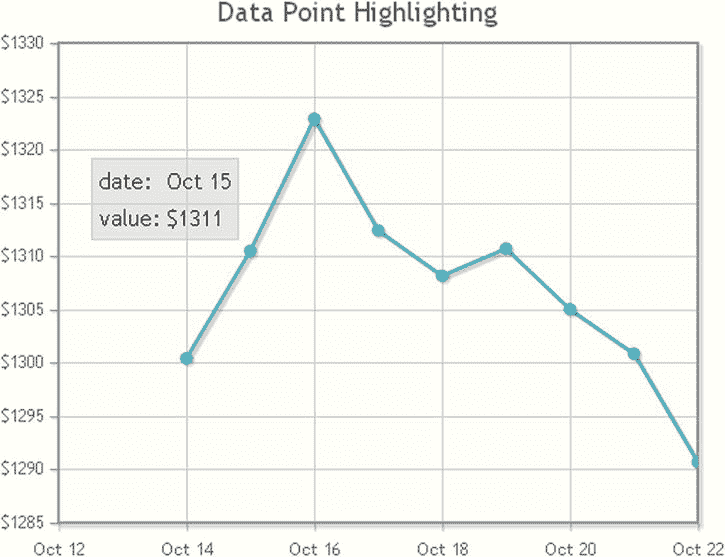 Data Point Highlighting
$1330
$1325
$1320
$1315
$1310
$1305
$1300
$1295
$1290
$1285
date: Oct 15
value: $1311
Oct 12 Oct 14 Oct 16 Oct 18 Oct 20 Oct 22